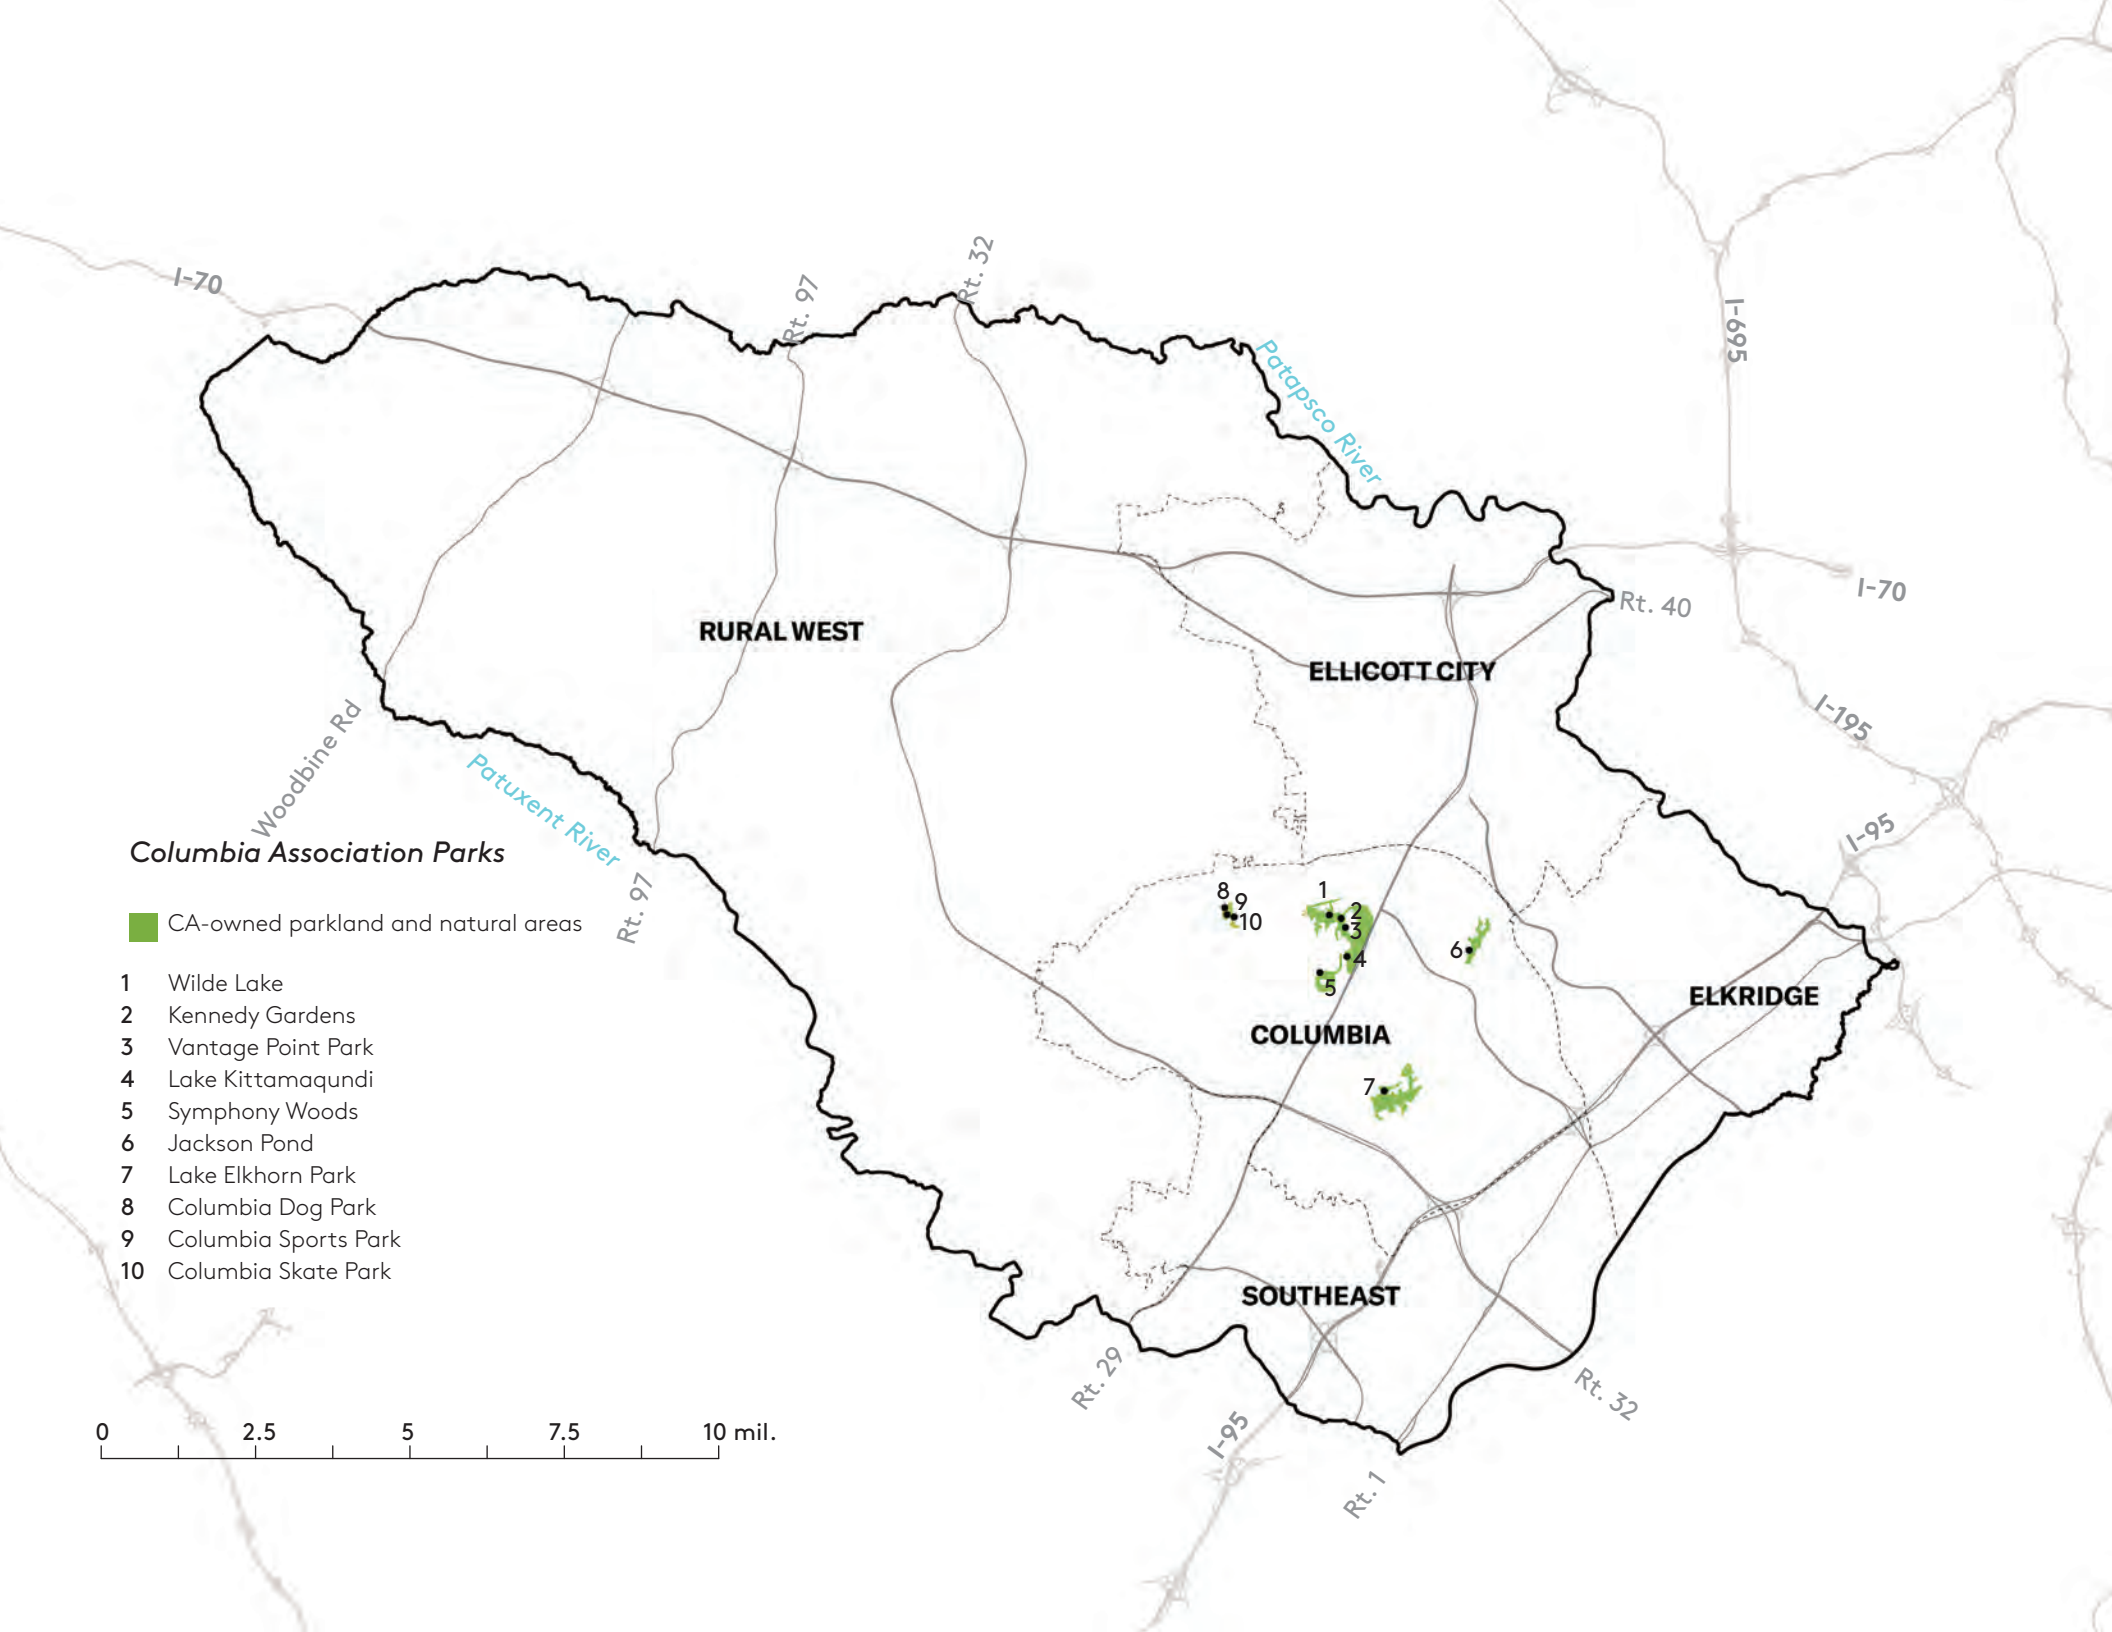 I-70
Rt. 97
Rt. 32
Patapsco River
I-695
I-70
Rt. 40
RURAL WEST
ELLICOTT CITY
I-195
Woodbine Rd
Patuxent River
Rt. 97
I-95
Columbia Association Parks
CA-owned parkland and natural areas
1 Wilde Lake
2 Kennedy Gardens
3 Vantage Point Park
4 Lake Kittamaqundi
5 Symphony Woods
6 Jackson Pond
7 Lake Elkhorn Park
8 Columbia Dog Park
9 Columbia Sports Park
10 Columbia Skate Park
8
9
10
1
2
3
4
5
6
ELKRIDGE
COLUMBIA
7
SOUTHEAST
Rt. 29
I-95
Rt. 1
Rt. 32
0 2.5 5 7.5 10 mil.